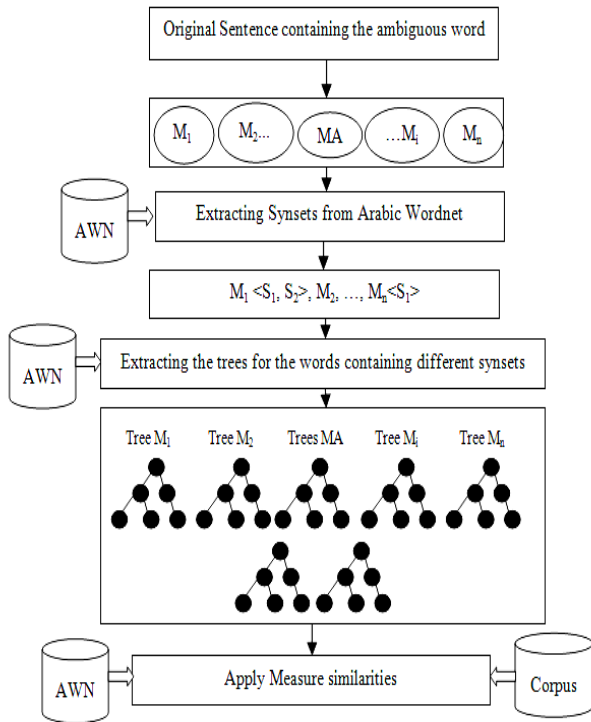 Original Sentence containing the ambiguous word
M₁ M₂... MA ...Mᵢ Mₙ
AWN
Extracting Synsets from Arabic Wordnet
M₁ <S₁, S₂>, M₂, ..., Mₙ<S₁>
AWN
Extracting the trees for the words containing different synsets
Tree M₁ Tree M₂ Trees MA Tree Mᵢ Tree Mₙ
AWN
Apply Measure similarities
Corpus